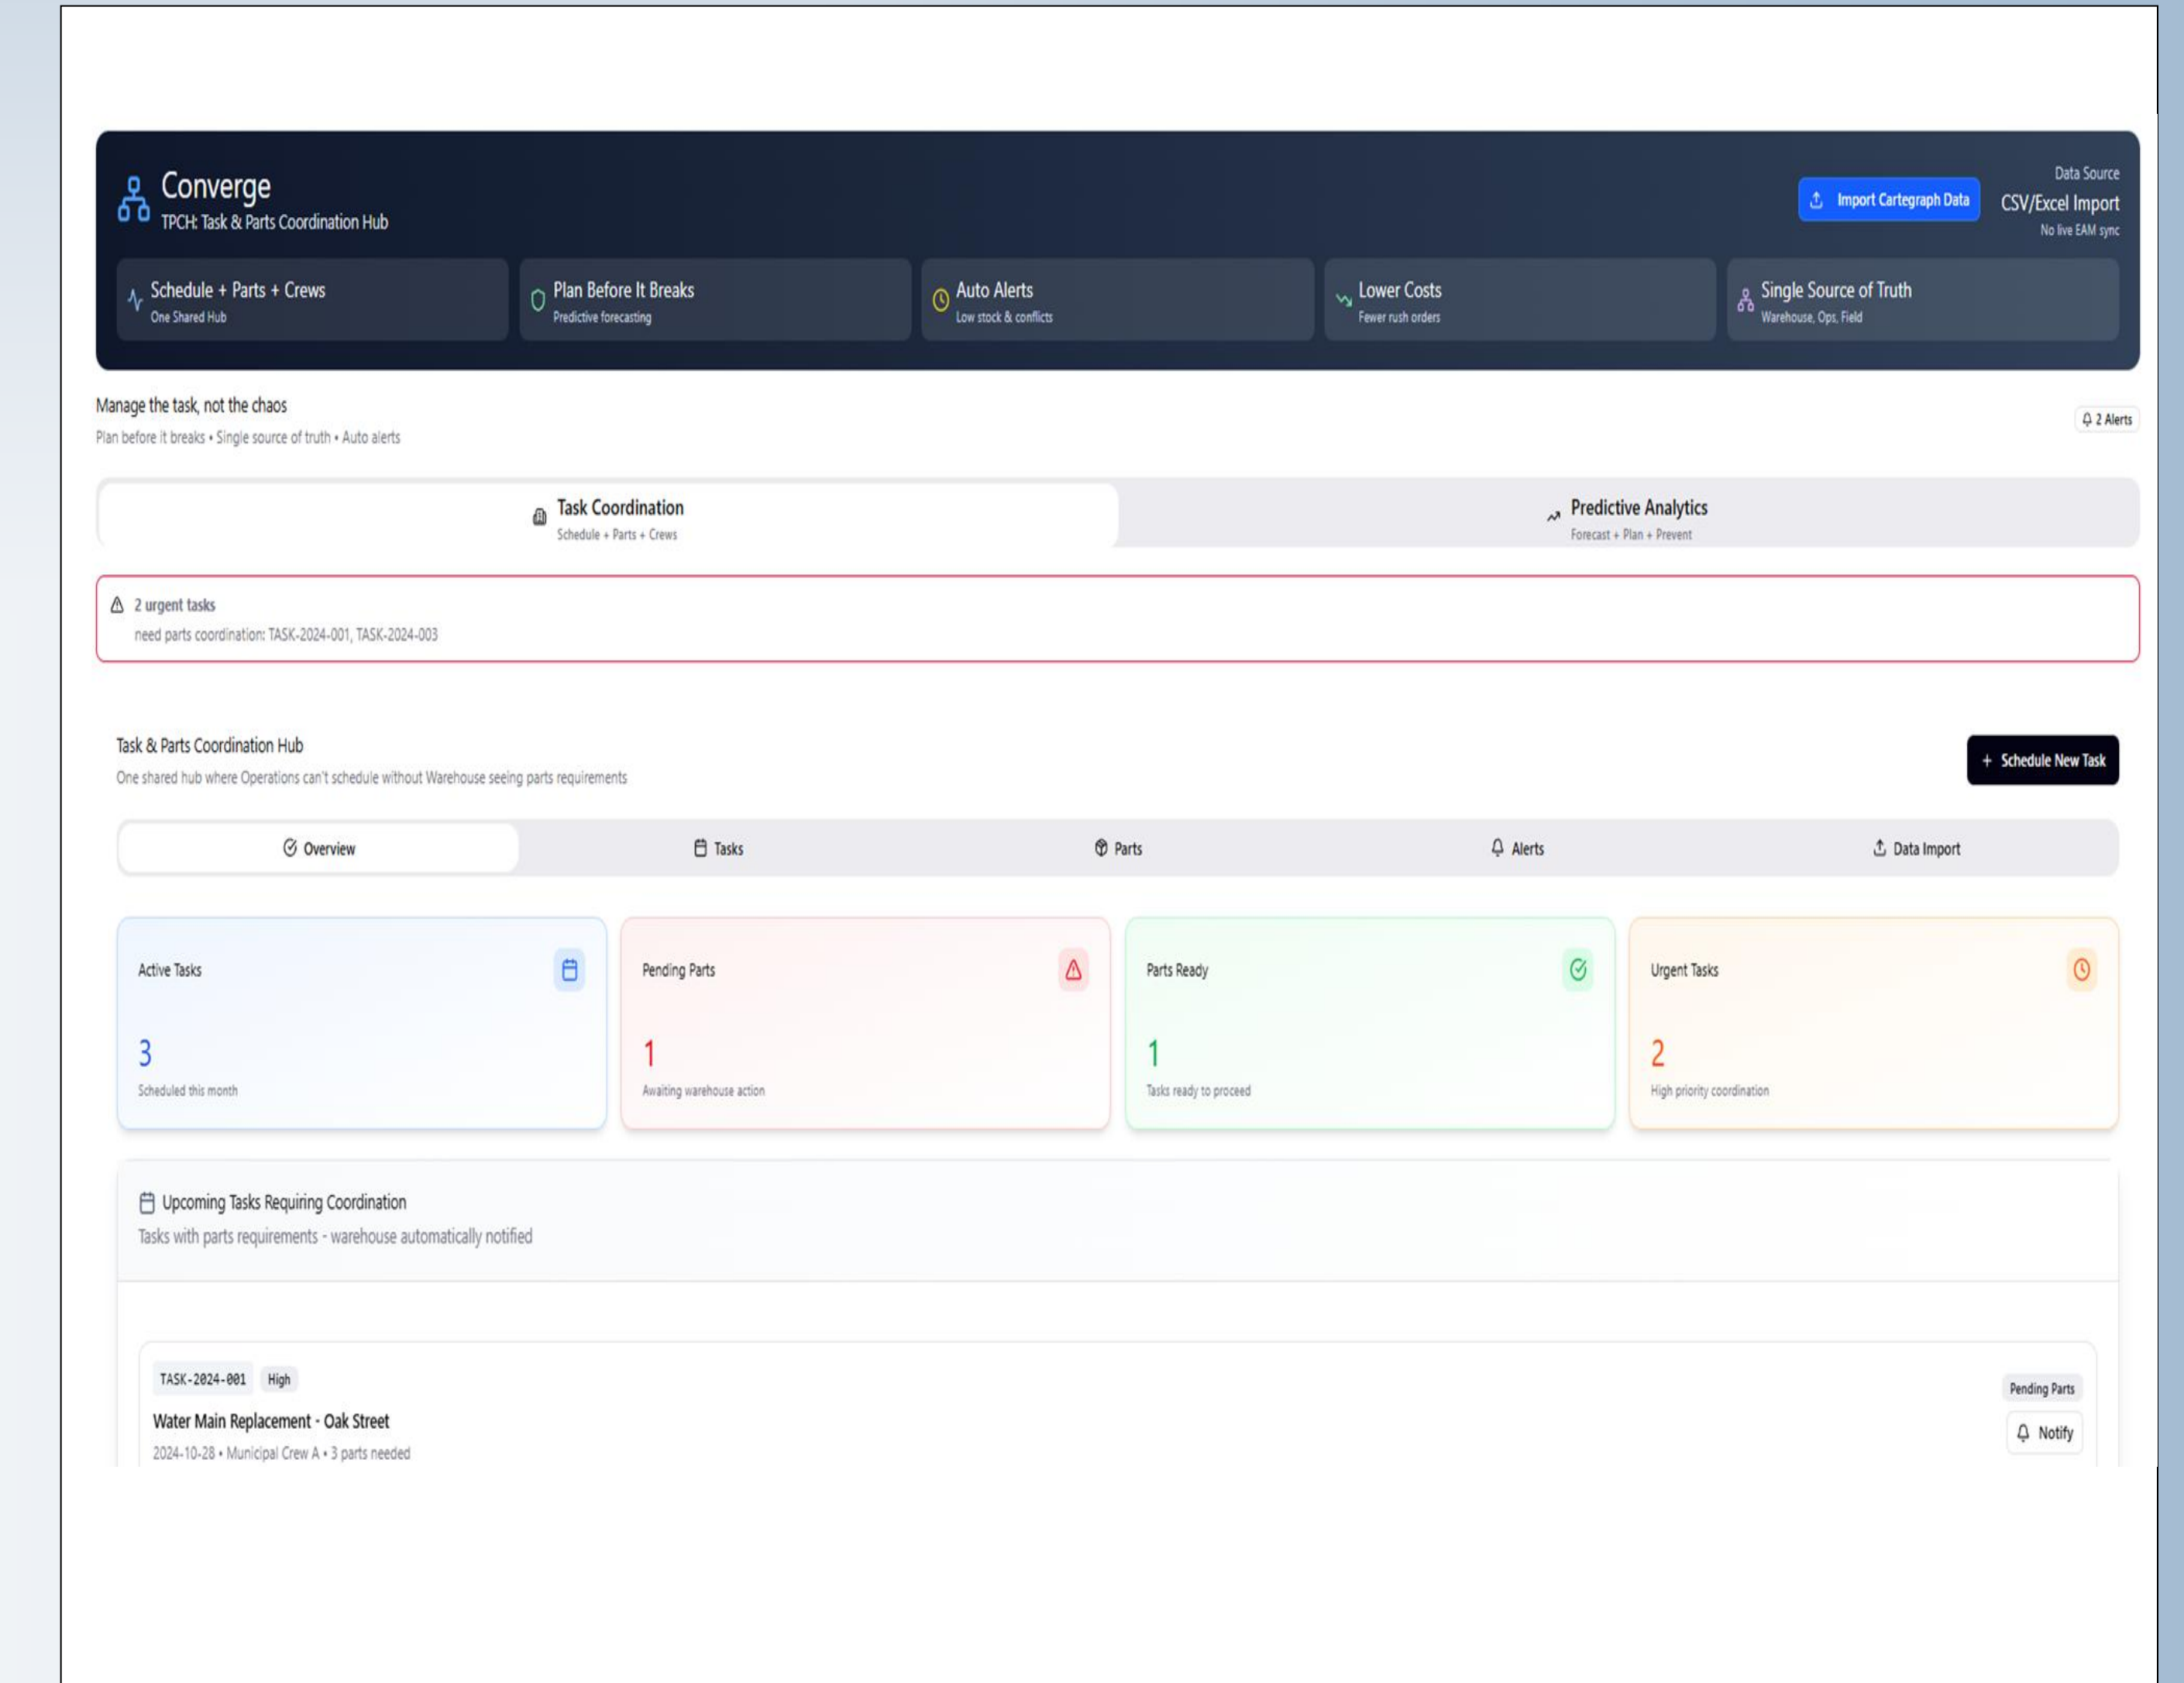 Converge
TPCH: Task & Parts Coordination Hub
Import Cartegraph Data
Data Source
CSV/Excel Import
No live EAM sync
Schedule + Parts + Crews
One Shared Hub
Plan Before It Breaks
Predictive forecasting
Auto Alerts
Low stock & conflicts
Lower Costs
Fewer rush orders
Single Source of Truth
Warehouse, Ops, Field
Manage the task, not the chaos
Plan before it breaks • Single source of truth • Auto alerts
2 Alerts
Task Coordination
Schedule + Parts + Crews
Predictive Analytics
Forecast + Plan + Prevent
2 urgent tasks
need parts coordination: TASK-2024-001, TASK-2024-003
Task & Parts Coordination Hub
One shared hub where Operations can't schedule without Warehouse seeing parts requirements
+ Schedule New Task
Overview
Tasks
Parts
Alerts
Data Import
Active Tasks
3
Scheduled this month
Pending Parts
1
Awaiting warehouse action
Parts Ready
1
Tasks ready to proceed
Urgent Tasks
2
High priority coordination
Upcoming Tasks Requiring Coordination
Tasks with parts requirements - warehouse automatically notified
TASK-2024-001 High
Water Main Replacement - Oak Street
2024-10-28 • Municipal Crew A • 3 parts needed
Pending Parts
Notify